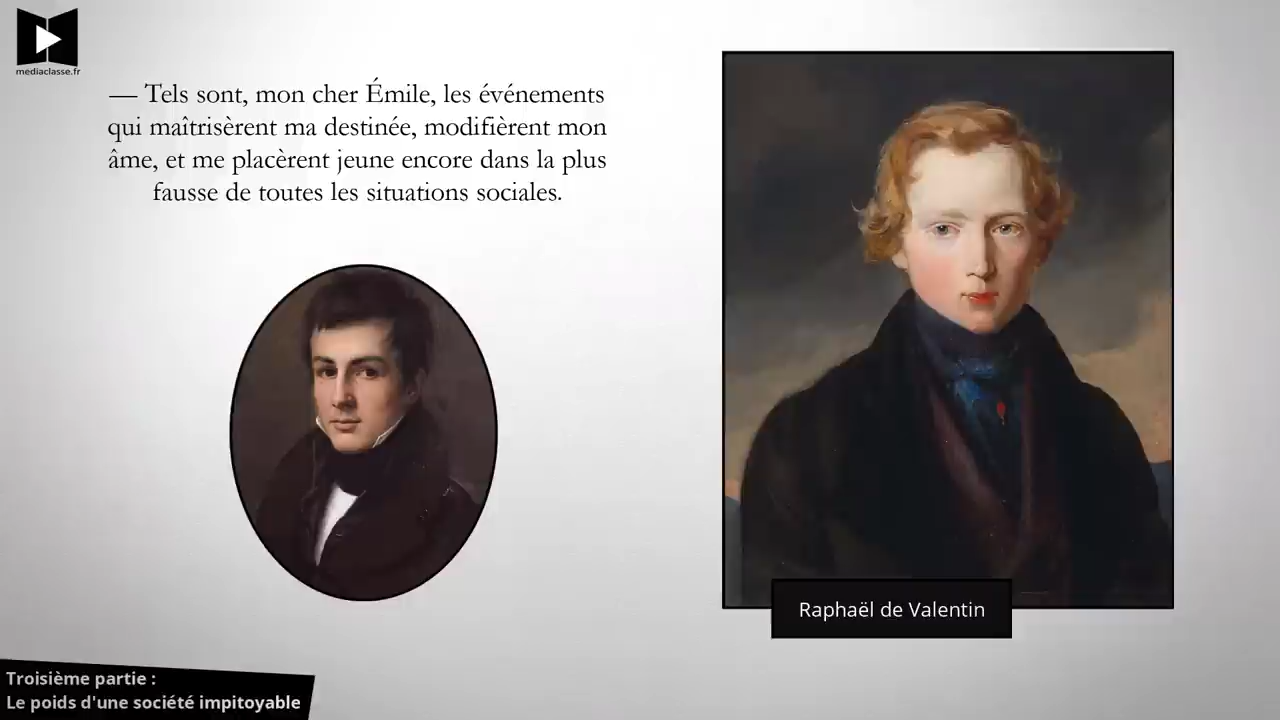 mediaclasse.fr
— Tels sont, mon cher Émile, les événements
qui maîtrisèrent ma destinée, modifièrent mon
âme, et me placèrent jeune encore dans la plus
fausse de toutes les situations sociales.
Raphaël de Valentin
Troisième partie :
Le poids d'une société impitoyable